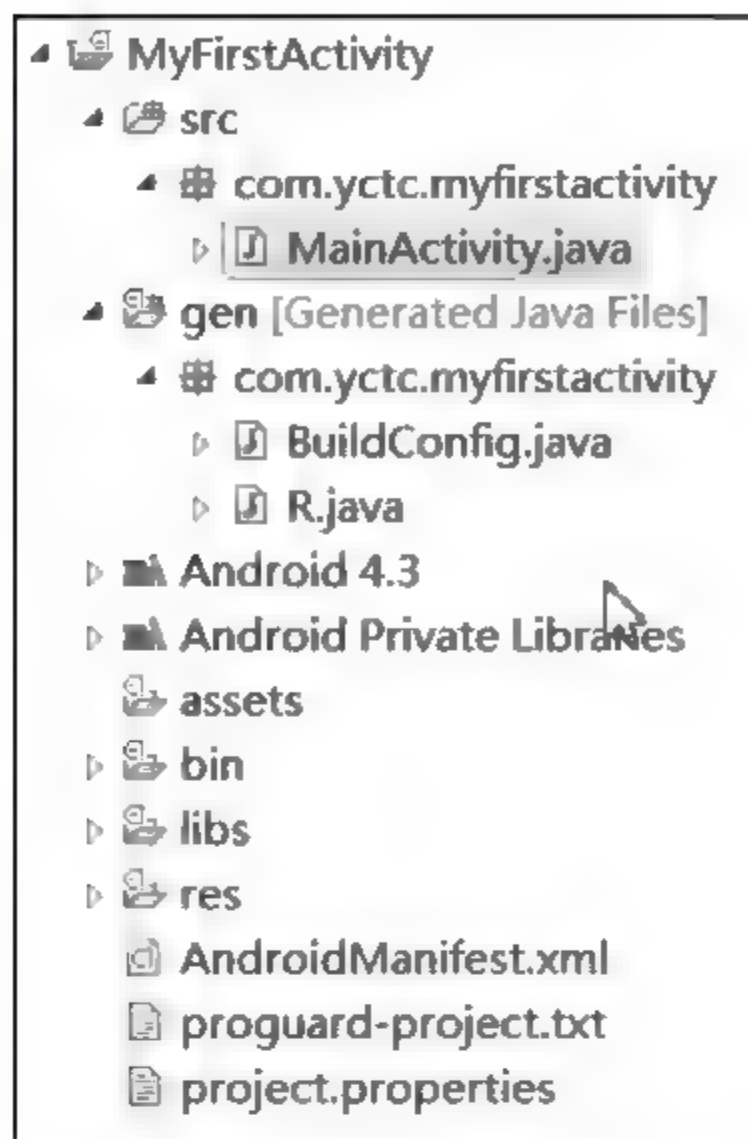 MyFirstActivity
src
com.yctc.myfirstactivity
MainActivity.java
gen [Generated Java Files]
com.yctc.myfirstactivity
BuildConfig.java
R.java
Android 4.3
Android Private Libraries
assets
bin
libs
res
AndroidManifest.xml
proguard-project.txt
project.properties